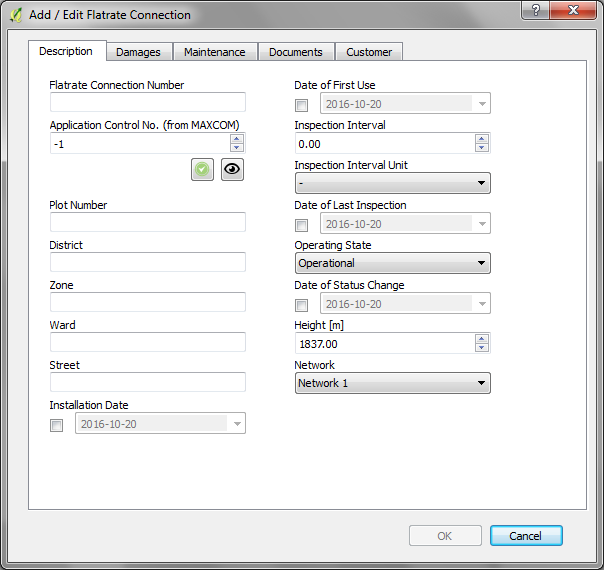 Add / Edit Flatrate Connection
?
Description
Damages
Maintenance
Documents
Customer
Flatrate Connection Number
Application Control No. (from MAXCOM)
-1
Plot Number
District
Zone
Ward
Street
Installation Date
2016-10-20
Date of First Use
2016-10-20
Inspection Interval
0.00
Inspection Interval Unit
-
Date of Last Inspection
2016-10-20
Operating State
Operational
Date of Status Change
2016-10-20
Height [m]
1837.00
Network
Network 1
OK
Cancel